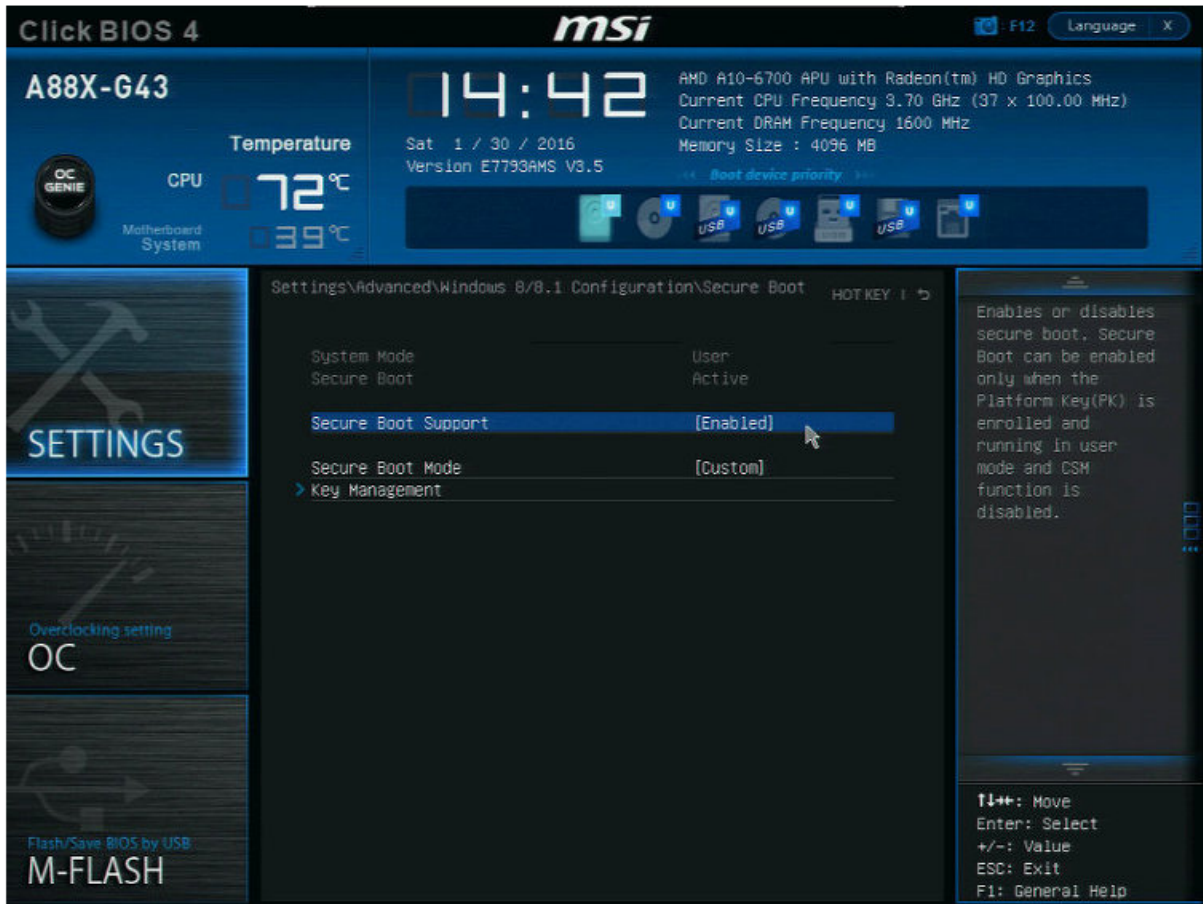 Click BIOS 4
msi
: F12
Language X
A88X-G43
14:42
AMD A10-6700 APU with Radeon(tm) HD Graphics
Current CPU Frequency 3.70 GHz (37 x 100.00 MHz)
Current DRAM Frequency 1600 MHz
Memory Size : 4096 MB
Sat 1 / 30 / 2016
Version E7793AMS V3.5
Temperature
OC
GENIE
CPU
72°C
Motherboard
System
39°C
Boot device priority
U U USB U USB U U USB U U
SETTINGS
Overclocking setting
OC
Flash/Save BIOS by USB
M-FLASH
Settings\Advanced\Windows 8/8.1 Configuration\Secure Boot
HOT KEY |
System Mode User
Secure Boot Active
Secure Boot Support [Enabled]
Secure Boot Mode [Custom]
> Key Management
Enables or disables
secure boot. Secure
Boot can be enabled
only when the
Platform Key(PK) is
enrolled and
running in user
mode and CSM
function is
disabled.
↑↓→←: Move
Enter: Select
+/-: Value
ESC: Exit
F1: General Help